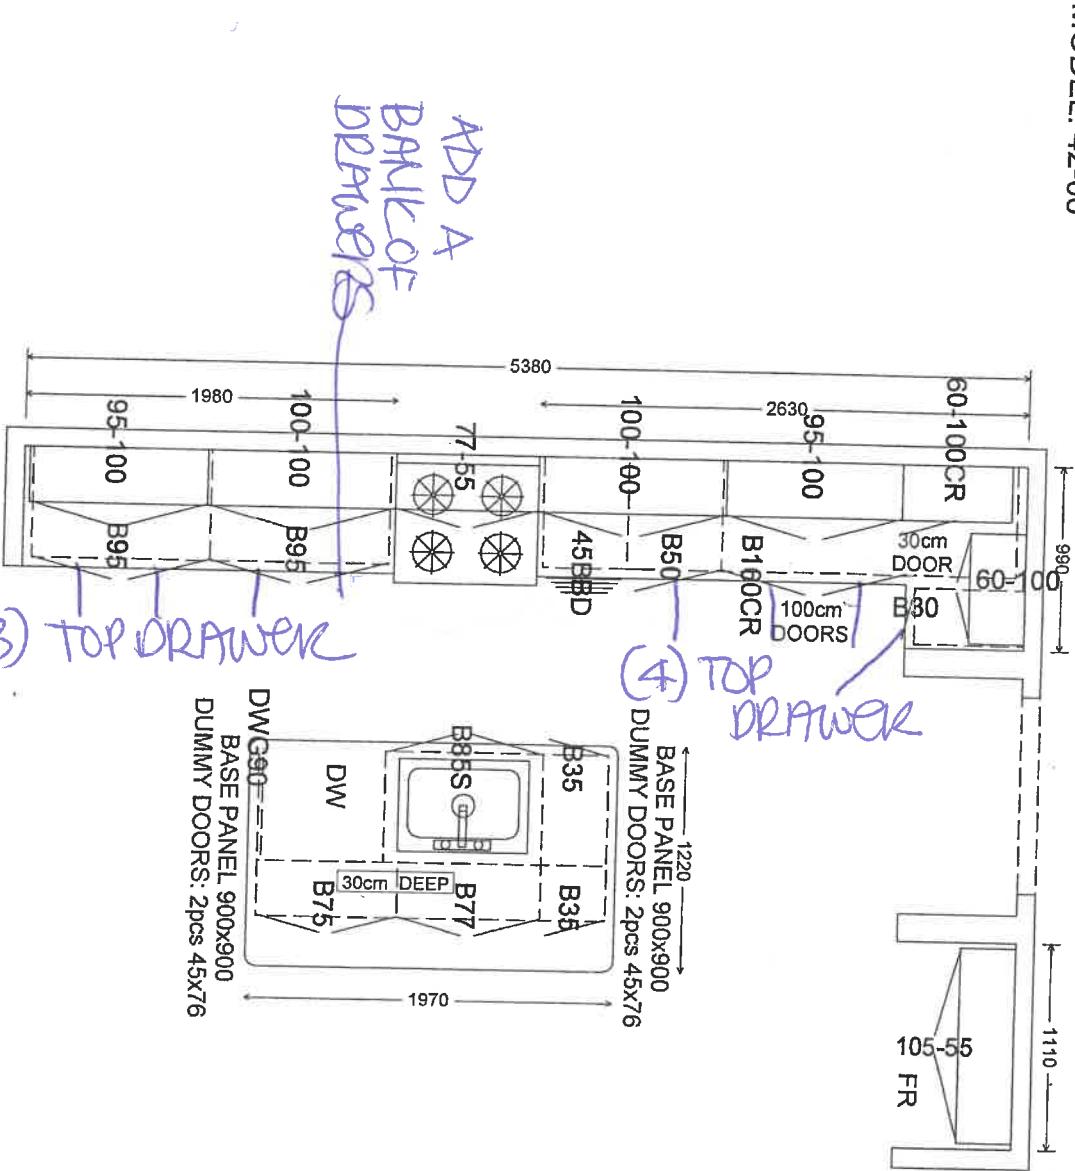 ADD A
BANK OF
DRAWERS
5380
1980
2630
95-100
100-100
77-55
100-100
95-100
60-100CR
990
B95
B95
45BBD
B50
B160CR
30cm
DOOR
60-100
100cm
DOORS
B30
3) TOP DRAWER
(4) TOP
DRAWER
DWG90
DW
B85S
B35
30cm DEEP
B75
B77
B35
BASE PANEL 900x900
DUMMY DOORS: 2pcs 45x76
BASE PANEL 900x900
DUMMY DOORS: 2pcs 45x76
1220
1970
1110
105-55
FR